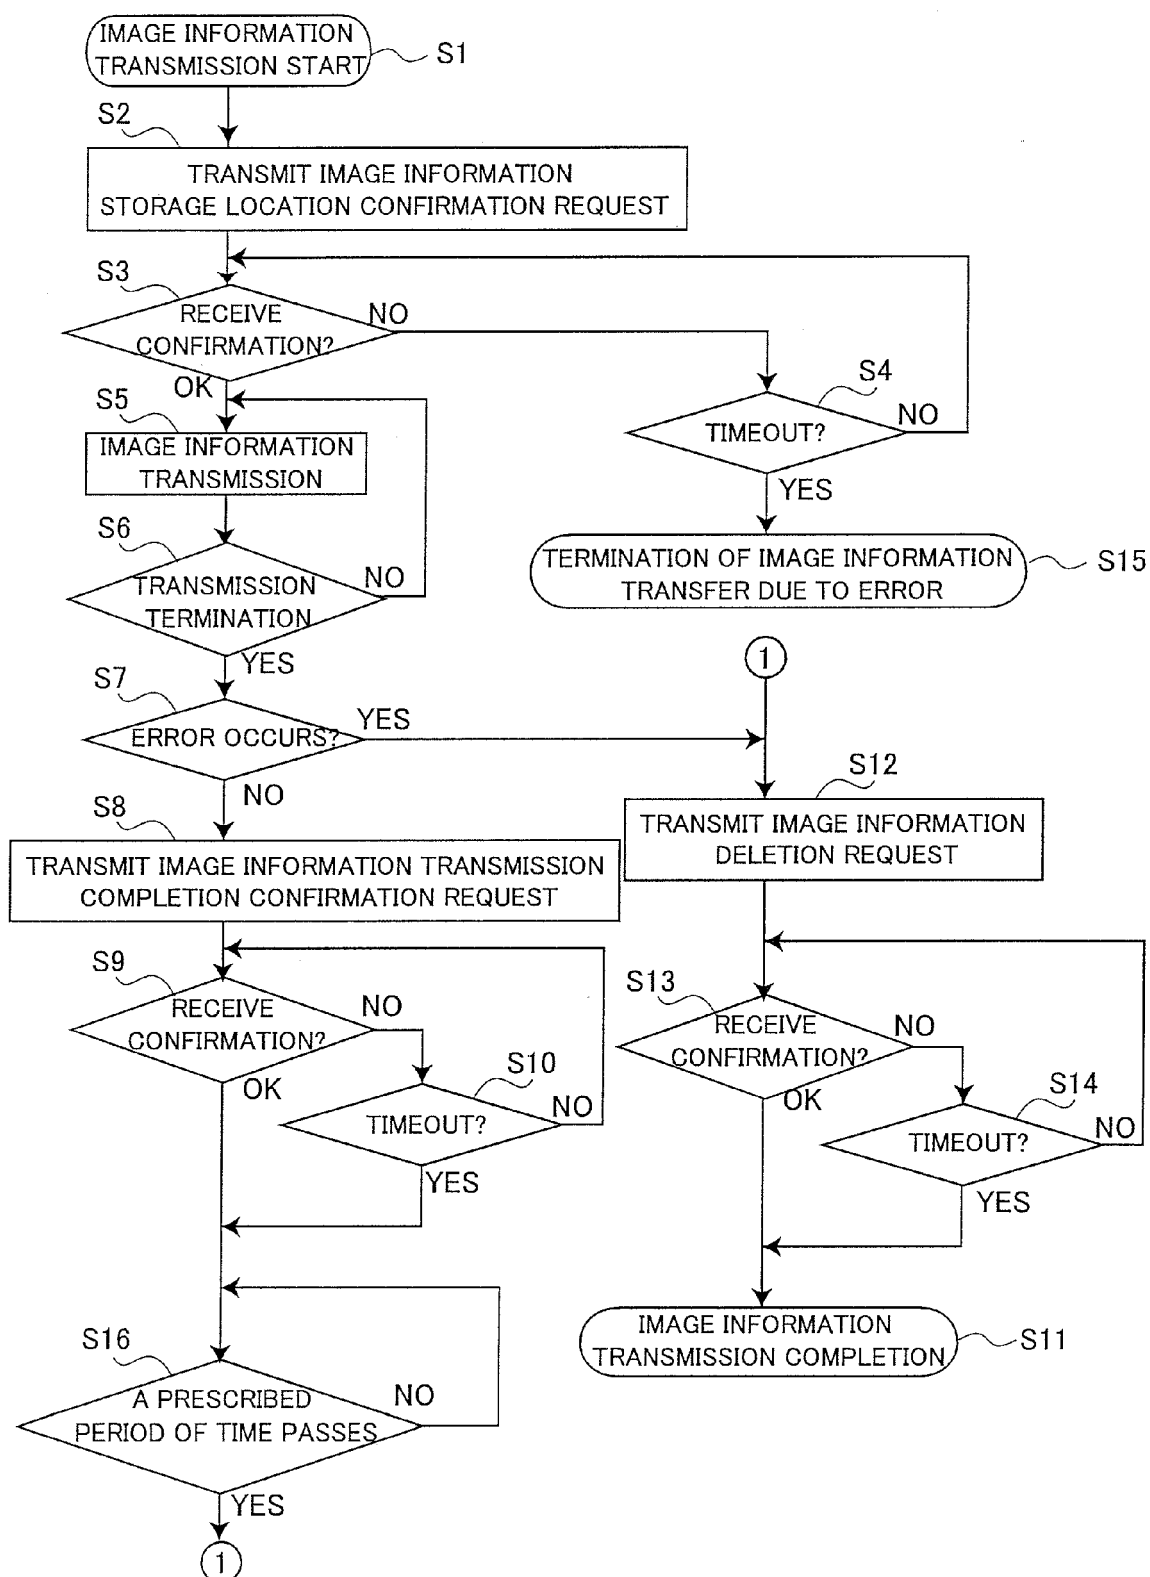 IMAGE INFORMATION
TRANSMISSION START
S1
S2
TRANSMIT IMAGE INFORMATION
STORAGE LOCATION CONFIRMATION REQUEST
S3
RECEIVE
CONFIRMATION?
NO
OK
S4
TIMEOUT?
NO
YES
S5
IMAGE INFORMATION
TRANSMISSION
S6
TRANSMISSION
TERMINATION
NO
YES
TERMINATION OF IMAGE INFORMATION
TRANSFER DUE TO ERROR
S15
1
S7
ERROR OCCURS?
YES
NO
S12
TRANSMIT IMAGE INFORMATION
DELETION REQUEST
S8
TRANSMIT IMAGE INFORMATION TRANSMISSION
COMPLETION CONFIRMATION REQUEST
S9
RECEIVE
CONFIRMATION?
NO
OK
S10
TIMEOUT?
NO
YES
S13
RECEIVE
CONFIRMATION?
NO
OK
S14
TIMEOUT?
NO
YES
IMAGE INFORMATION
TRANSMISSION COMPLETION
S11
S16
A PRESCRIBED
PERIOD OF TIME PASSES
NO
YES
1